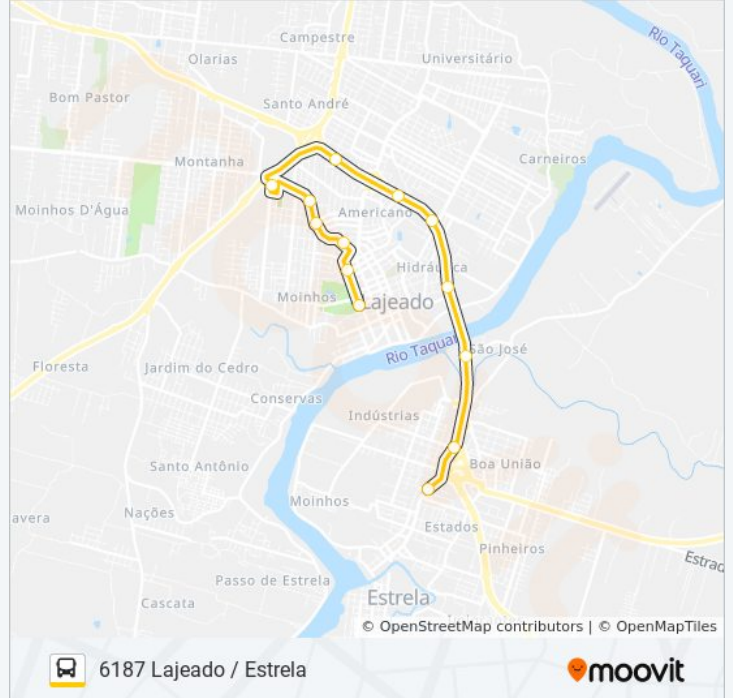 Campestre
Rio Taquari
Olarias
Universitário
Bom Pastor
Santo André
Montanha
Carneiros
Moinhos D'Água
Americano
Hidráulica
Moinhos
Lajeado
Rio Taquari
São José
Floresta
Jardim do Cedro
Conservas
Indústrias
Santo Antônio
Boa União
Moinhos
avera
Nações
Estados
Pinheiros
Estrad
Passo de Estrela
Cascata
Estrela
© OpenStreetMap contributors | © OpenMapTiles
6187 Lajeado / Estrela
moovit